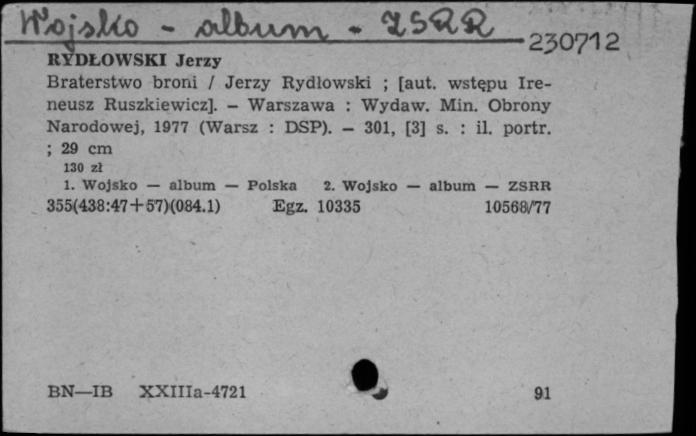 Wojsko - album - ZSRR
230712
RYDŁOWSKI Jerzy
Braterstwo broni / Jerzy Rydłowski ; [aut. wstępu Ire-
neusz Ruszkiewicz]. — Warszawa : Wydaw. Min. Obrony
Narodowej, 1977 (Warsz : DSP). — 301, [3] s. : il. portr.
; 29 cm
130 zł
1. Wojsko — album — Polska 2. Wojsko — album — ZSRR
355(438:47+57)(084.1) Egz. 10335 10568/77
BN—IB XXIIIa-4721 91